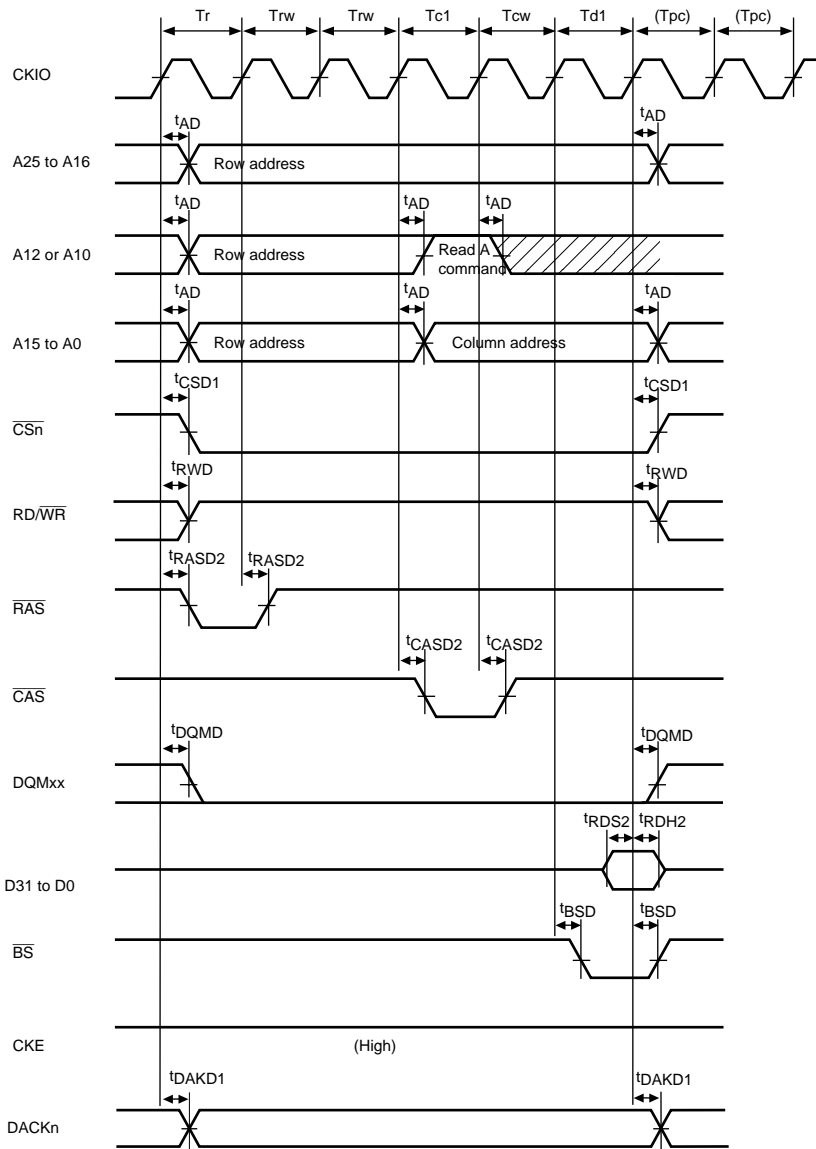 Tr Trw Trw Tc1 Tcw Td1 (Tpc) (Tpc)
CKIO
tAD tAD
A25 to A16 Row address
tAD tAD tAD
A12 or A10 Row address Read A
command
tAD tAD tAD
A15 to A0 Row address Column address
tCSD1 tCSD1
CSn
tRWD tRWD
RD/WR
tRASD2 tRASD2
RAS
tCASD2 tCASD2
CAS
tDQMD tDQMD
DQMxx
tRDS2 tRDH2
D31 to D0
tBSD tBSD
BS
CKE (High)
tDAKD1 tDAKD1
DACKn